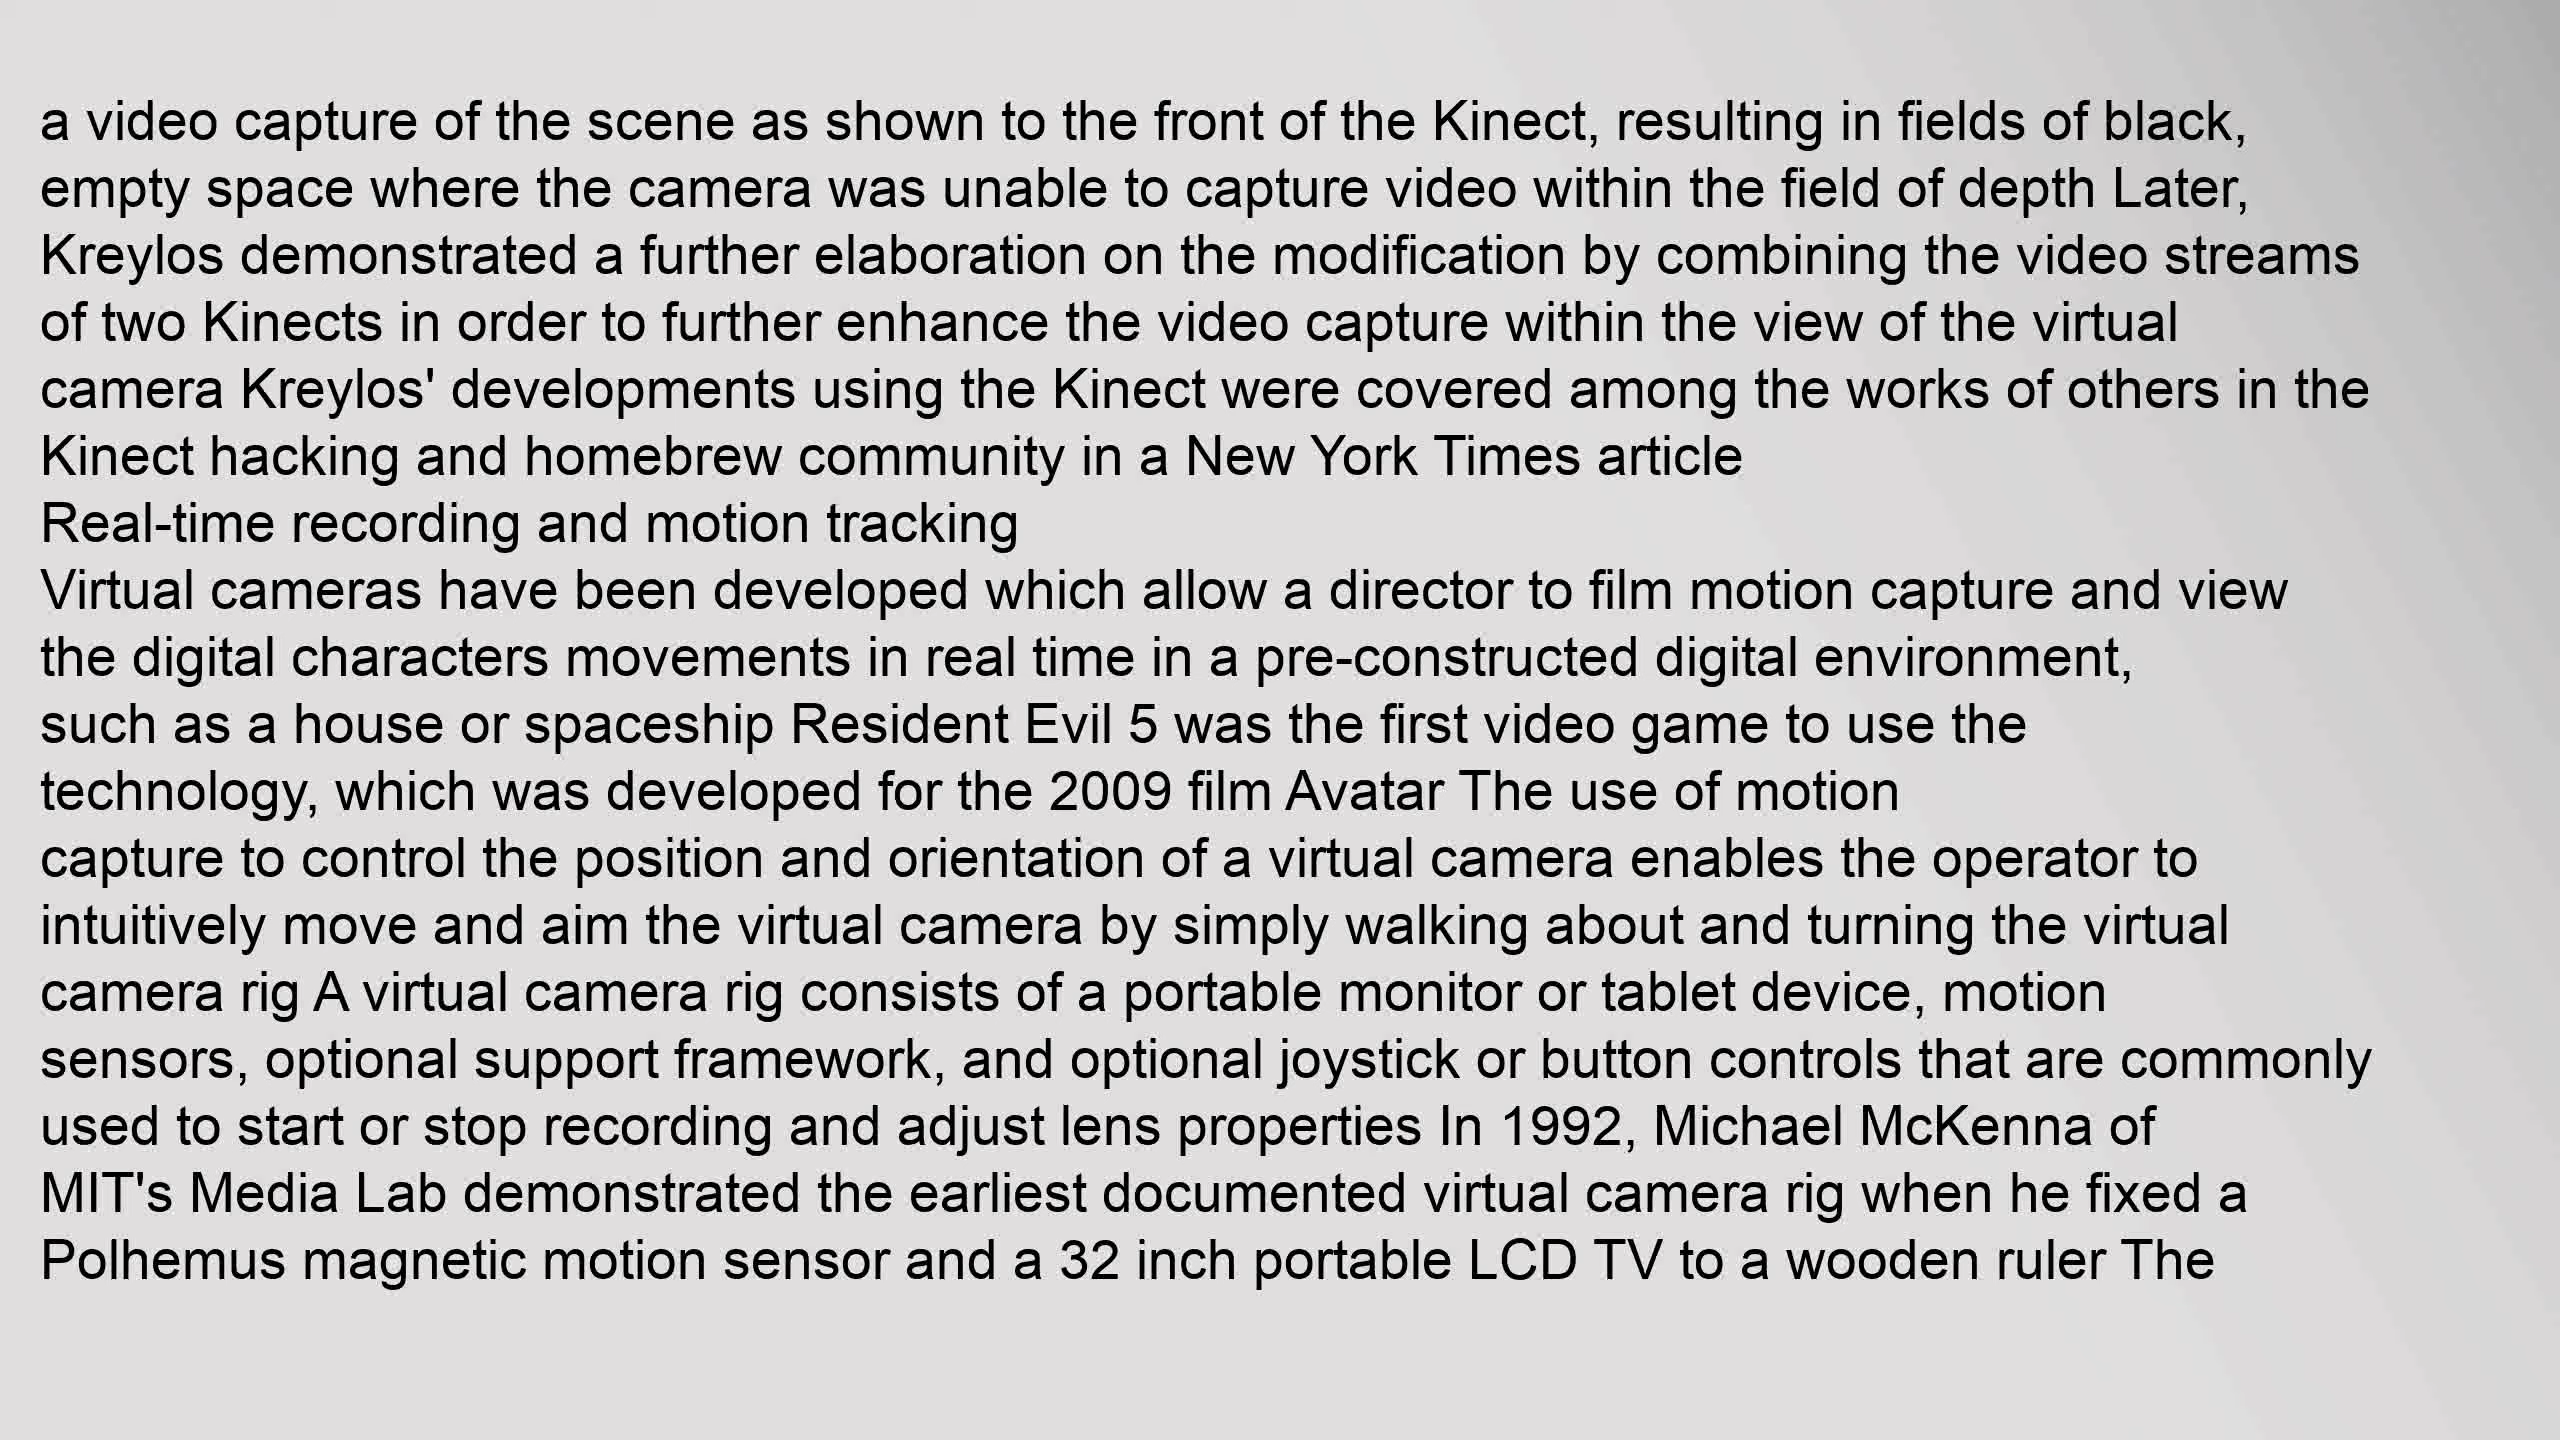 a video capture of the scene as shown to the front of the Kinect, resulting in fields of black,
empty space where the camera was unable to capture video within the field of depth Later,
Kreylos demonstrated a further elaboration on the modification by combining the video streams
of two Kinects in order to further enhance the video capture within the view of the virtual
camera Kreylos' developments using the Kinect were covered among the works of others in the
Kinect hacking and homebrew community in a New York Times article
Real-time recording and motion tracking
Virtual cameras have been developed which allow a director to film motion capture and view
the digital characters movements in real time in a pre-constructed digital environment,
such as a house or spaceship Resident Evil 5 was the first video game to use the
technology, which was developed for the 2009 film Avatar The use of motion
capture to control the position and orientation of a virtual camera enables the operator to
intuitively move and aim the virtual camera by simply walking about and turning the virtual
camera rig A virtual camera rig consists of a portable monitor or tablet device, motion
sensors, optional support framework, and optional joystick or button controls that are commonly
used to start or stop recording and adjust lens properties In 1992, Michael McKenna of
MIT's Media Lab demonstrated the earliest documented virtual camera rig when he fixed a
Polhemus magnetic motion sensor and a 32 inch portable LCD TV to a wooden ruler The